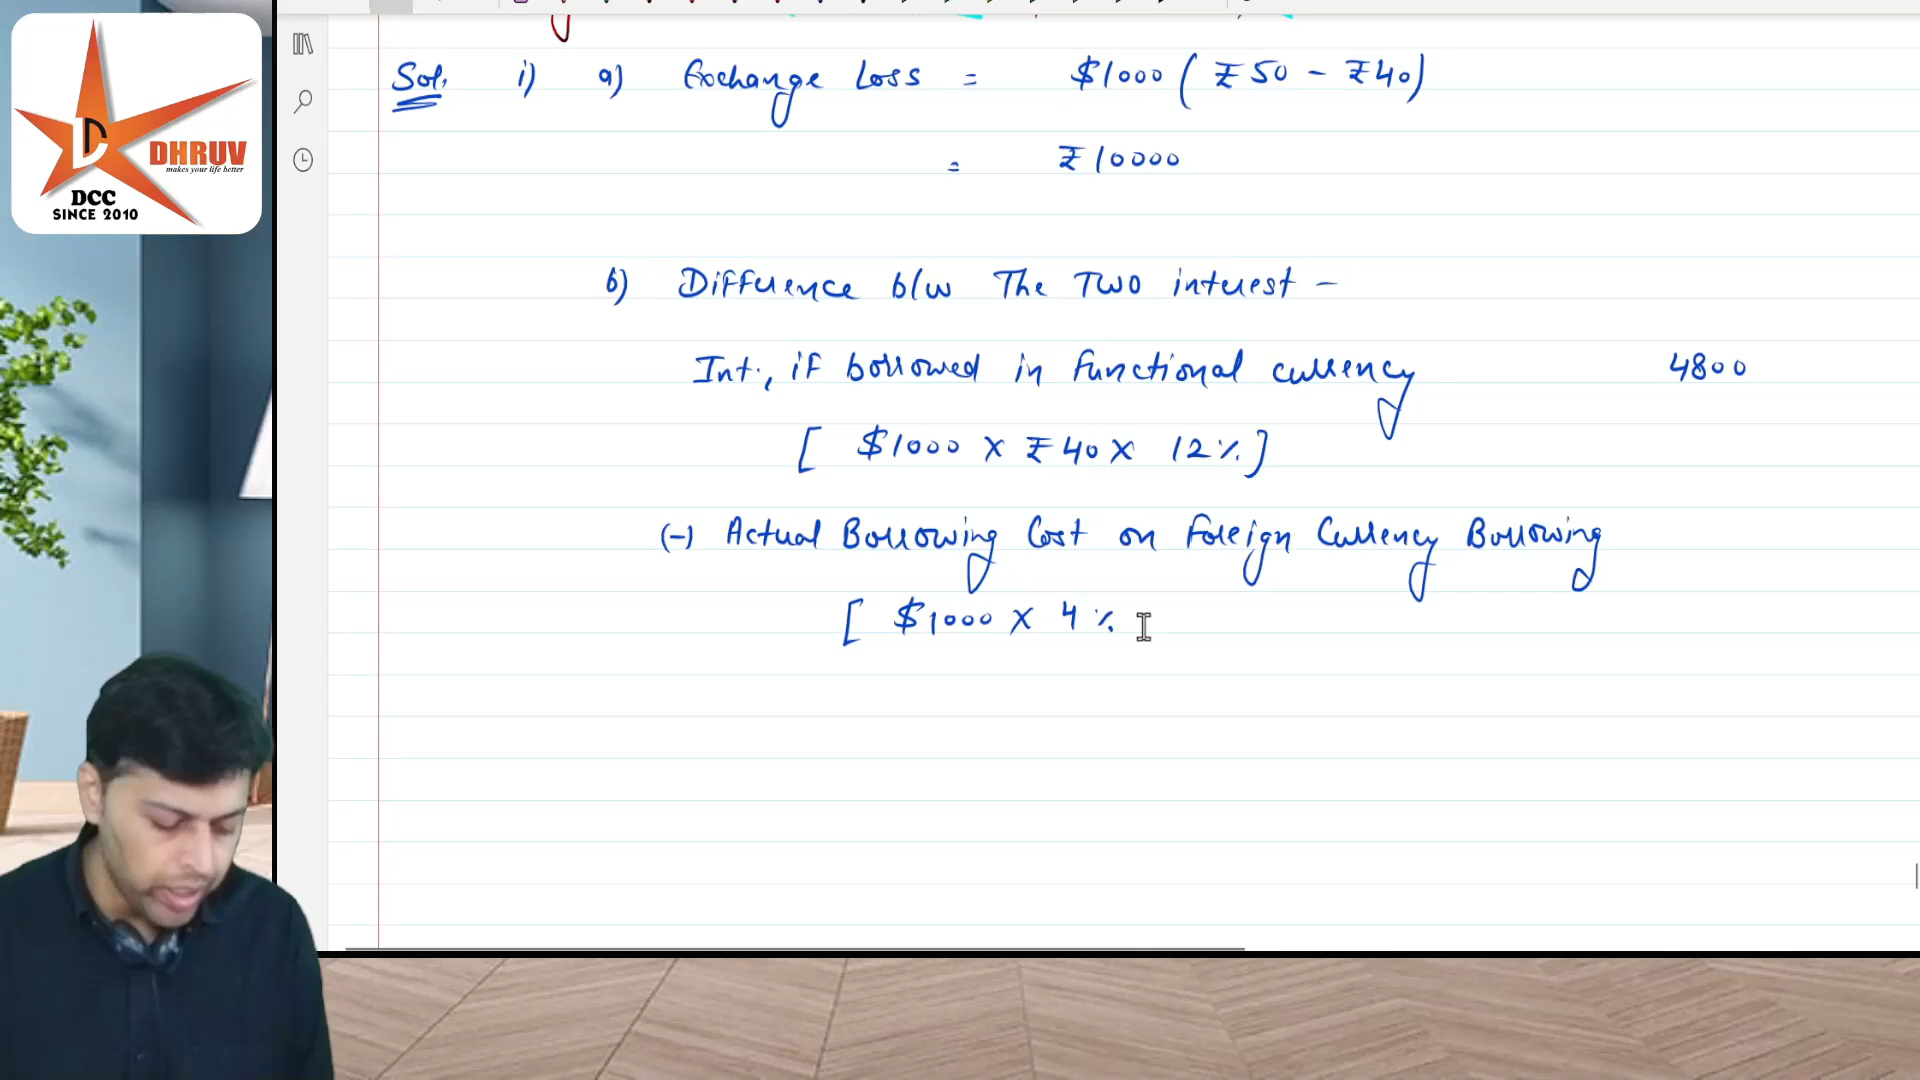 DC
DHRUV
makes your life better
DCC
SINCE 2010
Sol. i) a) Exchange Loss = $1000 ( ₹50 - ₹40)
= ₹10000
b) Difference b/w The Two interest -
Int., if borrowed in functional currency 4800
[ $1000 X ₹40 X 12%]
(-) Actual Borrowing Cost on Foreign Currency Borrowing
[ $1000 X 4%